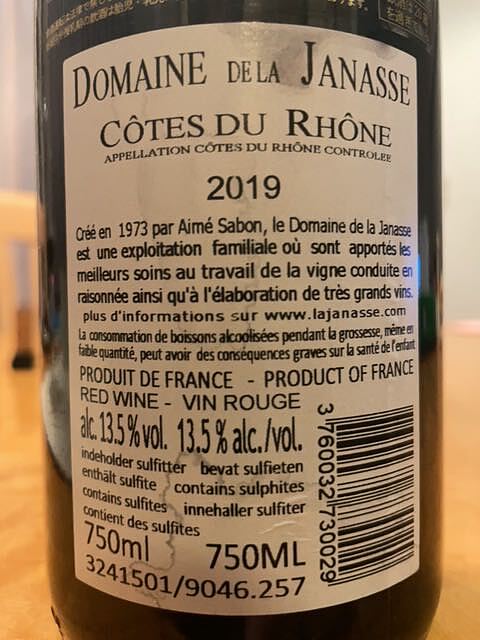 DOMAINE DE LA JANASSE
CÔTES DU RHÔNE
APPELLATION CÔTES DU RHÔNE CONTROLEE
2019
Créé en 1973 par Aimé Sabon, le Domaine de la Janasse
est une exploitation familiale où sont apportés les
meilleurs soins au travail de la vigne conduite en
raisonnée ainsi qu'à l'élaboration de très grands vins.
plus d'informations sur www.lajanasse.com
La consommation de boissons alcoolisées pendant la grossesse, même en
faible quantité, peut avoir des conséquences graves sur la santé de l'enfant
PRODUIT DE FRANCE - PRODUCT OF FRANCE
RED WINE - VIN ROUGE
alc. 13.5 %vol. 13.5 % alc./vol.
indeholder sulfitter bevat sulfieten
enthält sulfite contains sulphites
contains sulfites innehaller sulfiter
contient des sulfites
750ml 750ML
3241501/9046.257
3760032730029